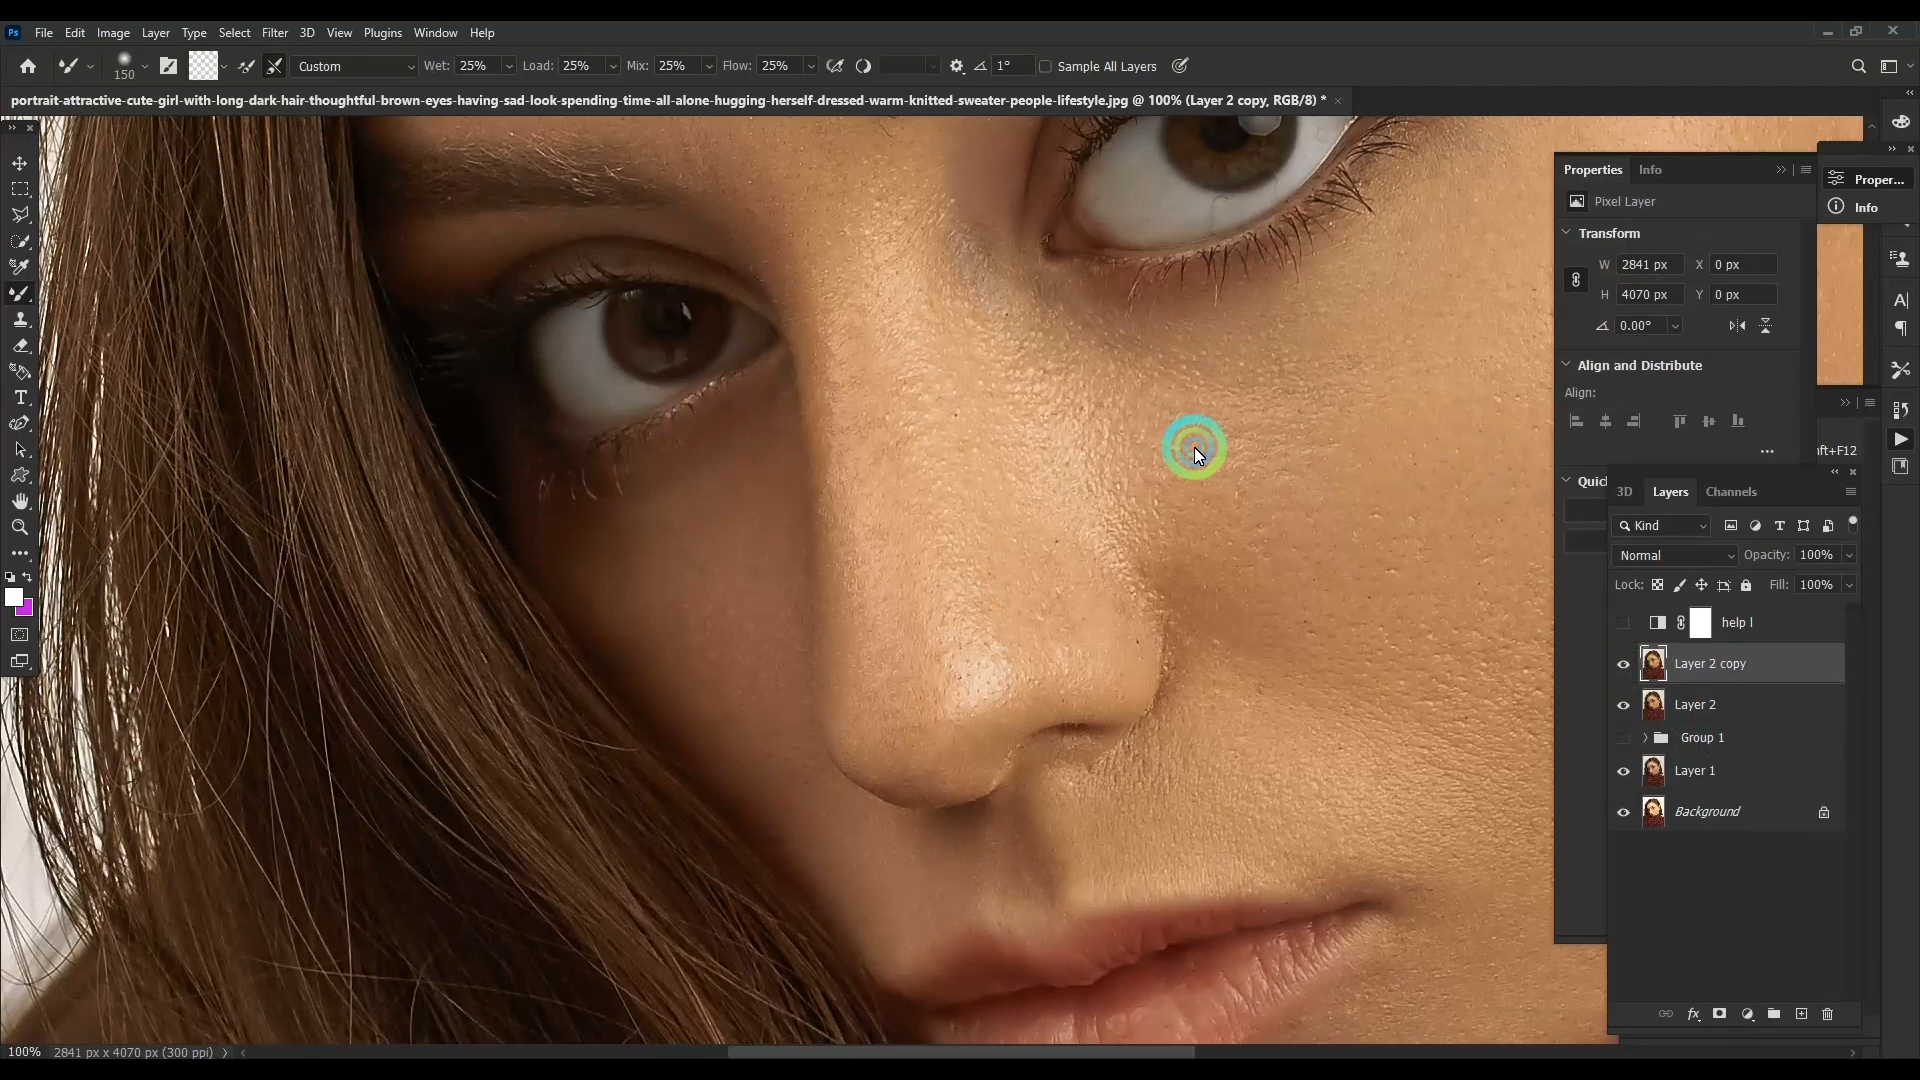 Ps File Edit Image Layer Type Select Filter 3D View Plugins Window Help
150 Custom Wet: 25% Load: 25% Mix: 25% Flow: 25% 1° Sample All Layers
portrait-attractive-cute-girl-with-long-dark-hair-thoughtful-brown-eyes-having-sad-look-spending-time-all-alone-hugging-herself-dressed-warm-knitted-sweater-people-lifestyle.jpg @ 100% (Layer 2 copy, RGB/8) *
Properties Info
Proper...
Info
Pixel Layer
Transform
W 2841 px X 0 px
H 4070 px Y 0 px
0.00°
Align and Distribute
Align:
ift+F12
Quic
3D Layers Channels
Kind
Normal Opacity: 100%
Lock: Fill: 100%
help l
Layer 2 copy
Layer 2
Group 1
Layer 1
Background
fx
100% 2841 px x 4070 px (300 ppi)